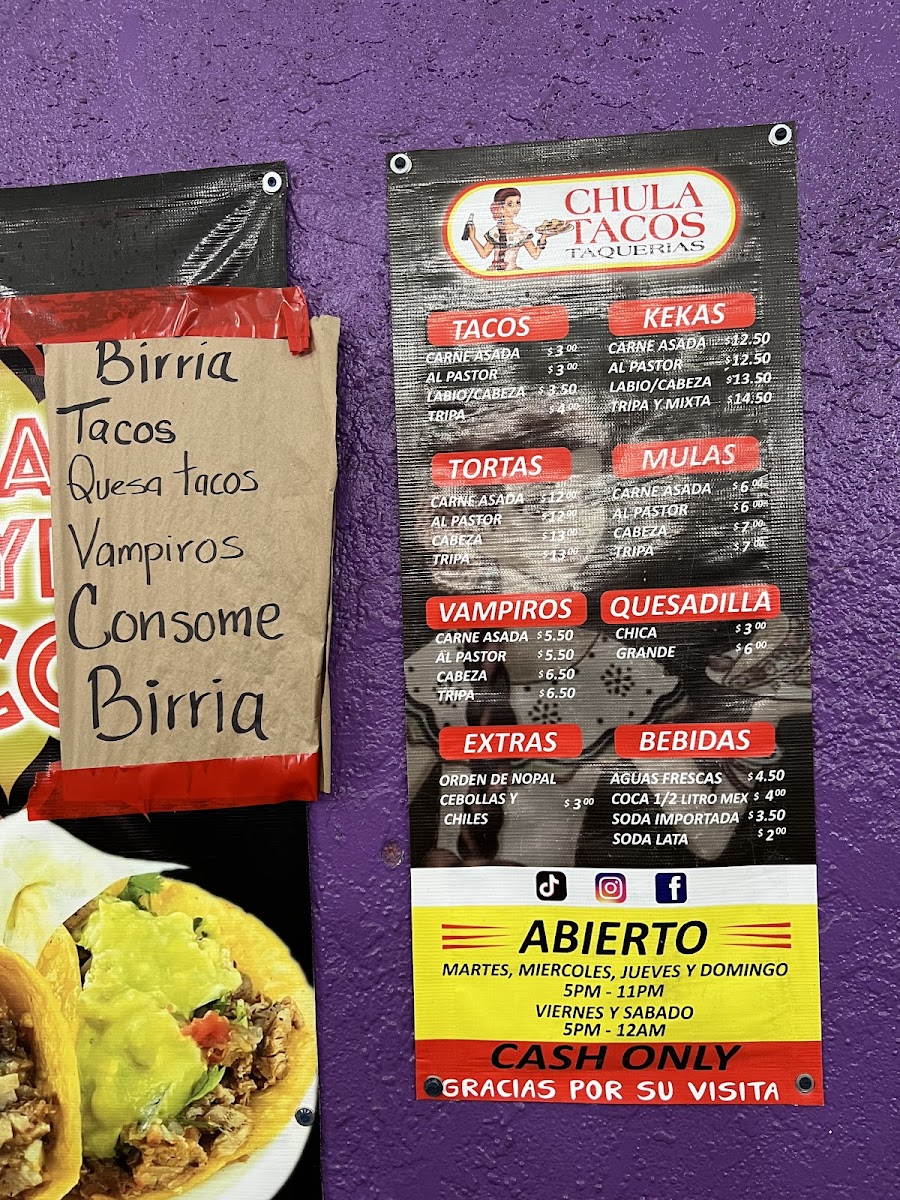 Birria
Tacos
Quesa tacos
Vampiros
Consome
Birria
CHULA
TACOS
TAQUERIAS
TACOS
CARNE ASADA $3.00
AL PASTOR $3.00
LABIO/CABEZA $3.50
TRIPA $4.00
KEKAS
CARNE ASADA $12.50
AL PASTOR $12.50
LABIO/CABEZA $13.50
TRIPA Y MIXTA $14.50
TORTAS
CARNE ASADA $12.00
AL PASTOR $12.00
CABEZA $13.00
TRIPA $13.00
MULAS
CARNE ASADA $6.00
AL PASTOR $6.00
CABEZA $7.00
TRIPA $7.00
VAMPIROS
CARNE ASADA $5.50
AL PASTOR $5.50
CABEZA $6.50
TRIPA $6.50
QUESADILLA
CHICA $3.00
GRANDE $6.00
EXTRAS
ORDEN DE NOPAL
CEBOLLAS Y $3.00
CHILES
BEBIDAS
AGUAS FRESCAS $4.50
COCA 1/2 LITRO MEX $4.00
SODA IMPORTADA $3.50
SODA LATA $2.00
ABIERTO
MARTES, MIERCOLES, JUEVES Y DOMINGO
5PM - 11PM
VIERNES Y SABADO
5PM - 12AM
CASH ONLY
GRACIAS POR SU VISITA